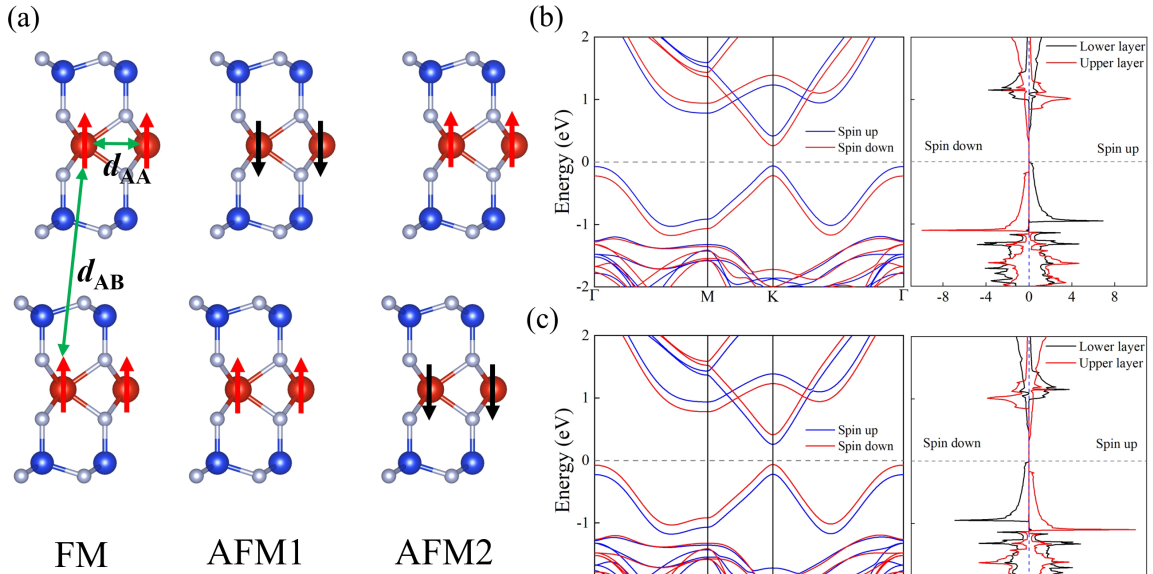 (a)
d_AA
d_AB
FM
AFM1
AFM2
(b)
Energy (eV)
2
1
0
-1
-2
Γ
M
K
Γ
Spin up
Spin down
Lower layer
Upper layer
Spin down
Spin up
-8
-4
0
4
8
(c)
Energy (eV)
2
1
0
-1
Spin up
Spin down
Lower layer
Upper layer
Spin down
Spin up